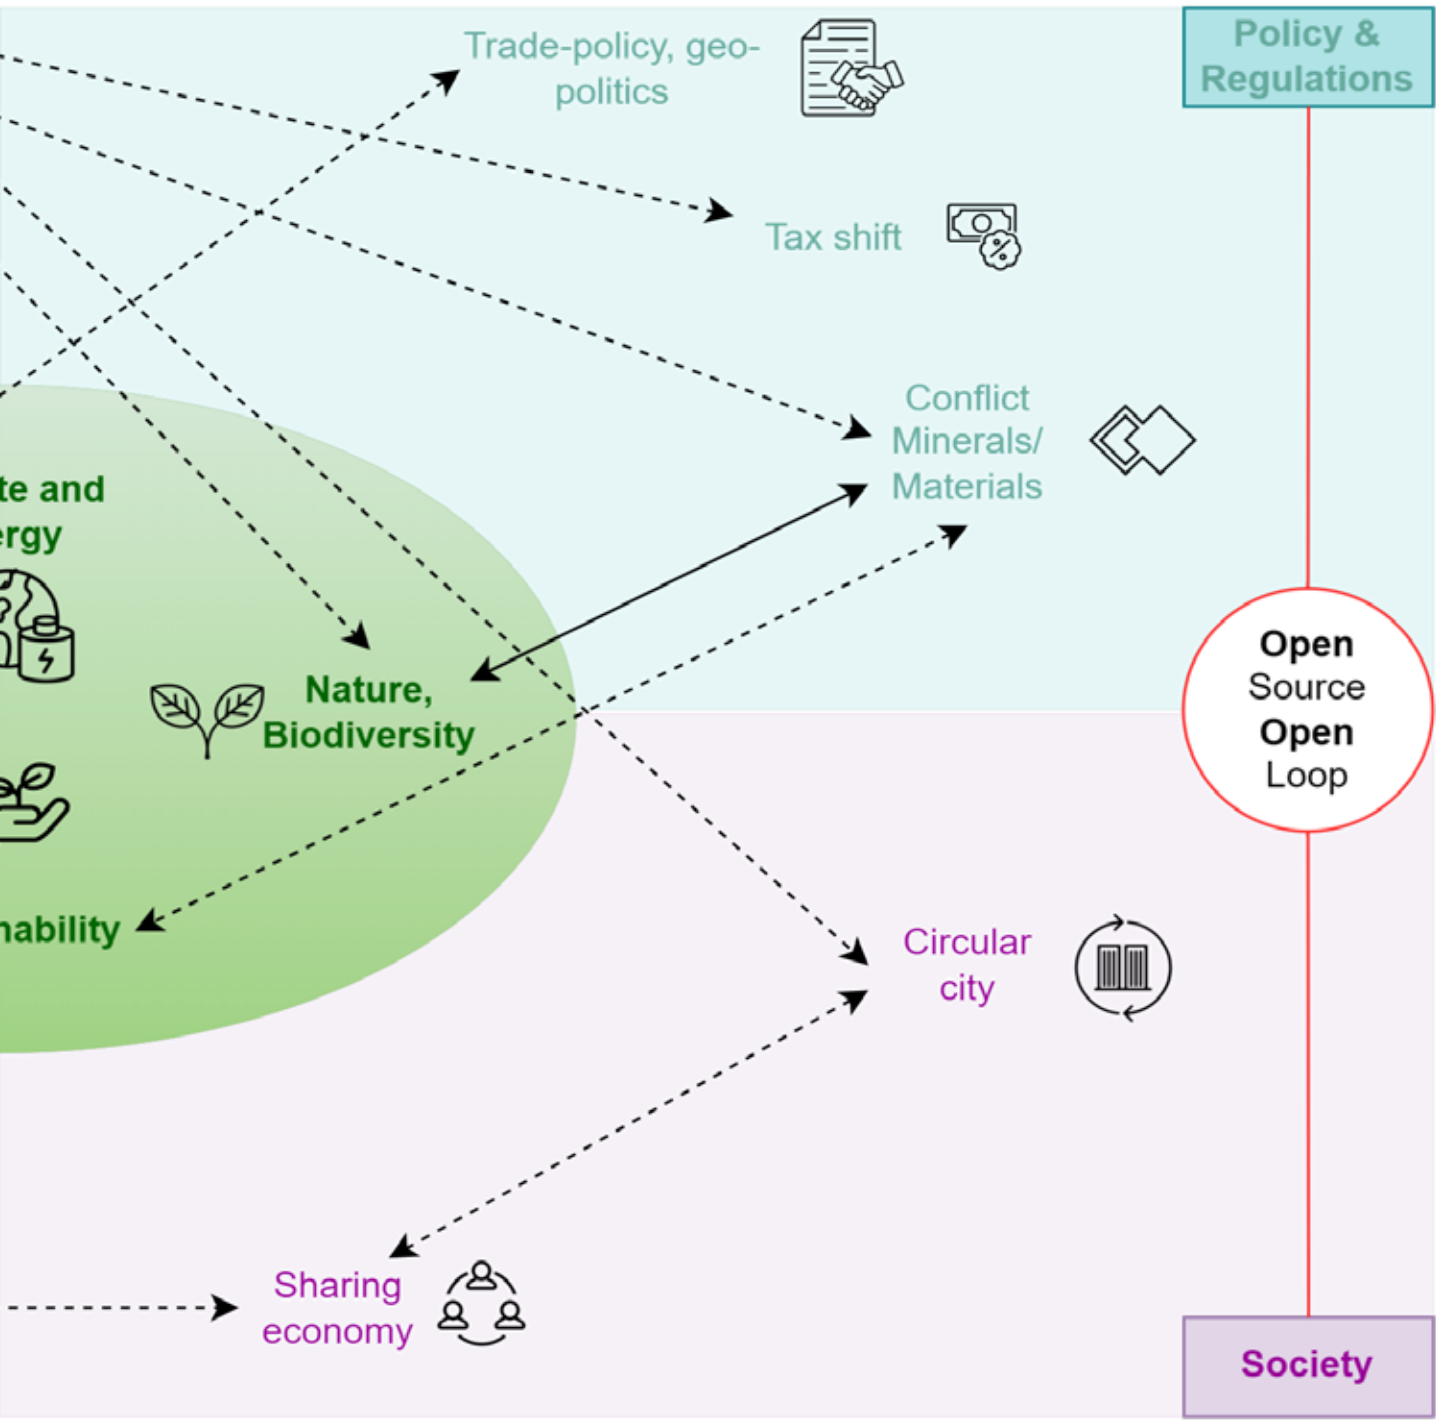 Trade-policy, geo-
politics
Policy &
Regulations
Tax shift
Conflict
Minerals/
Materials
te and
ergy
Nature,
Biodiversity
nability
Open
Source
Open
Loop
Circular
city
Sharing
economy
Society